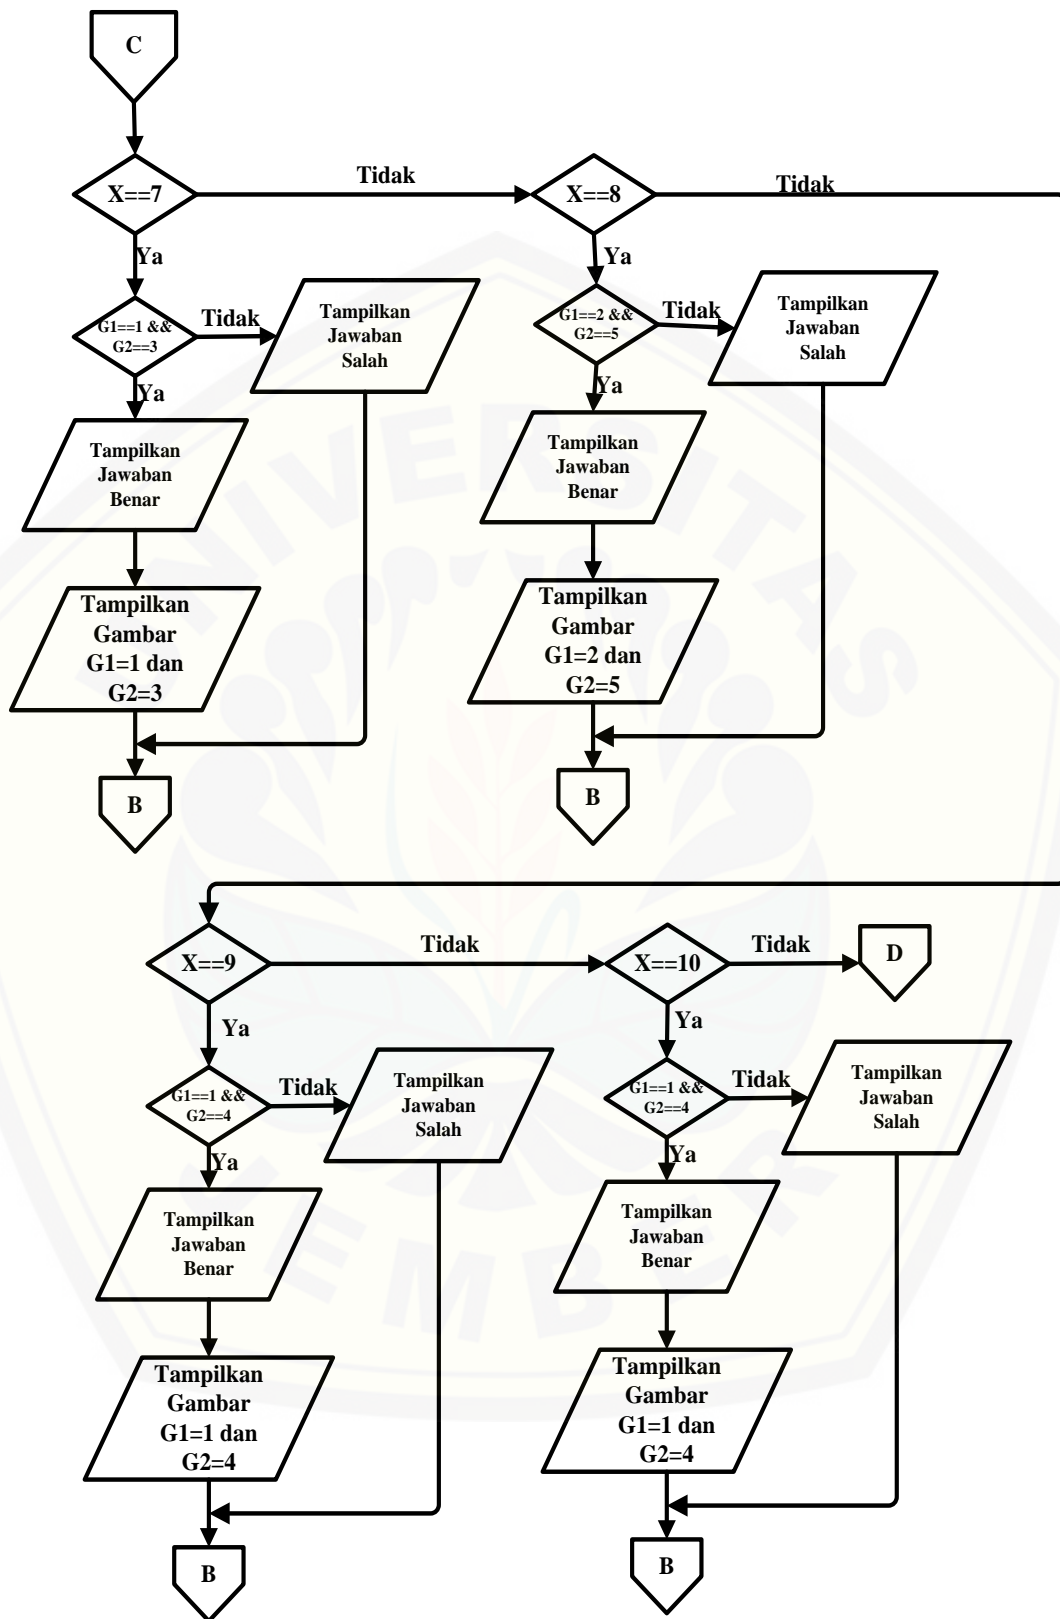 C
X==7
Tidak
X==8
Tidak
Ya
Ya
G1==1 &&
G2==3
Tidak
Tampilkan
Jawaban
Salah
G1==2 &&
G2==5
Tidak
Tampilkan
Jawaban
Salah
Ya
Ya
Tampilkan
Jawaban
Benar
Tampilkan
Jawaban
Benar
Tampilkan
Gambar
G1=1 dan
G2=3
Tampilkan
Gambar
G1=2 dan
G2=5
B
B
X==9
Tidak
X==10
Tidak
D
Ya
Ya
G1==1 &&
G2==4
Tidak
Tampilkan
Jawaban
Salah
G1==1 &&
G2==4
Tidak
Tampilkan
Jawaban
Salah
Ya
Ya
Tampilkan
Jawaban
Benar
Tampilkan
Jawaban
Benar
Tampilkan
Gambar
G1=1 dan
G2=4
Tampilkan
Gambar
G1=1 dan
G2=4
B
B
UNIVERSITAS
JEMBER